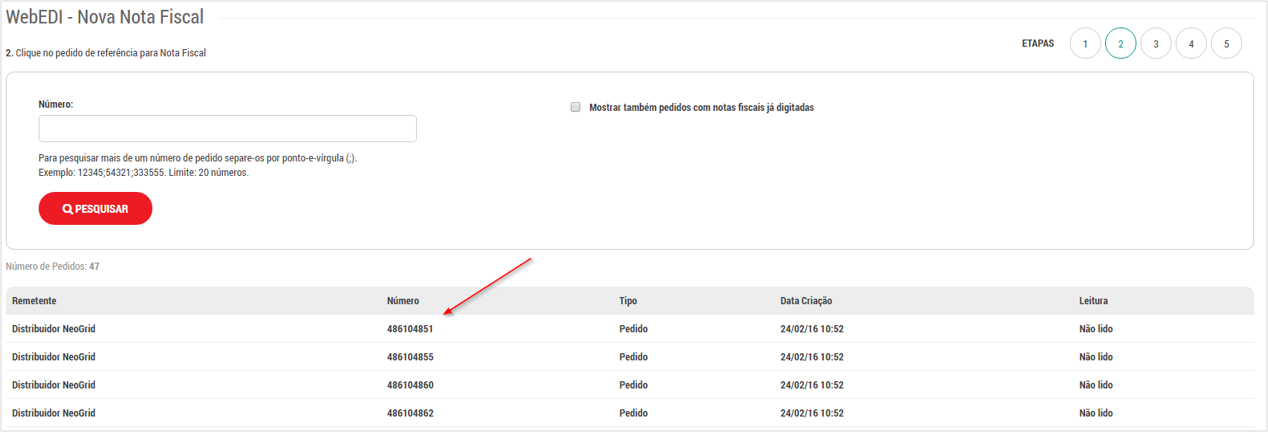 WebEDI - Nova Nota Fiscal
2. Clique no pedido de referência para Nota Fiscal
ETAPAS 1 2 3 4 5
Número:
Mostrar também pedidos com notas fiscais já digitadas
Para pesquisar mais de um número de pedido separe-os por ponto-e-vírgula (;).
Exemplo: 12345;54321;333555. Limite: 20 números.
PESQUISAR
Número de Pedidos: 47
Remetente Número Tipo Data Criação Leitura
Distribuidor NeoGrid 486104851 Pedido 24/02/16 10:52 Não lido
Distribuidor NeoGrid 486104855 Pedido 24/02/16 10:52 Não lido
Distribuidor NeoGrid 486104860 Pedido 24/02/16 10:52 Não lido
Distribuidor NeoGrid 486104862 Pedido 24/02/16 10:52 Não lido